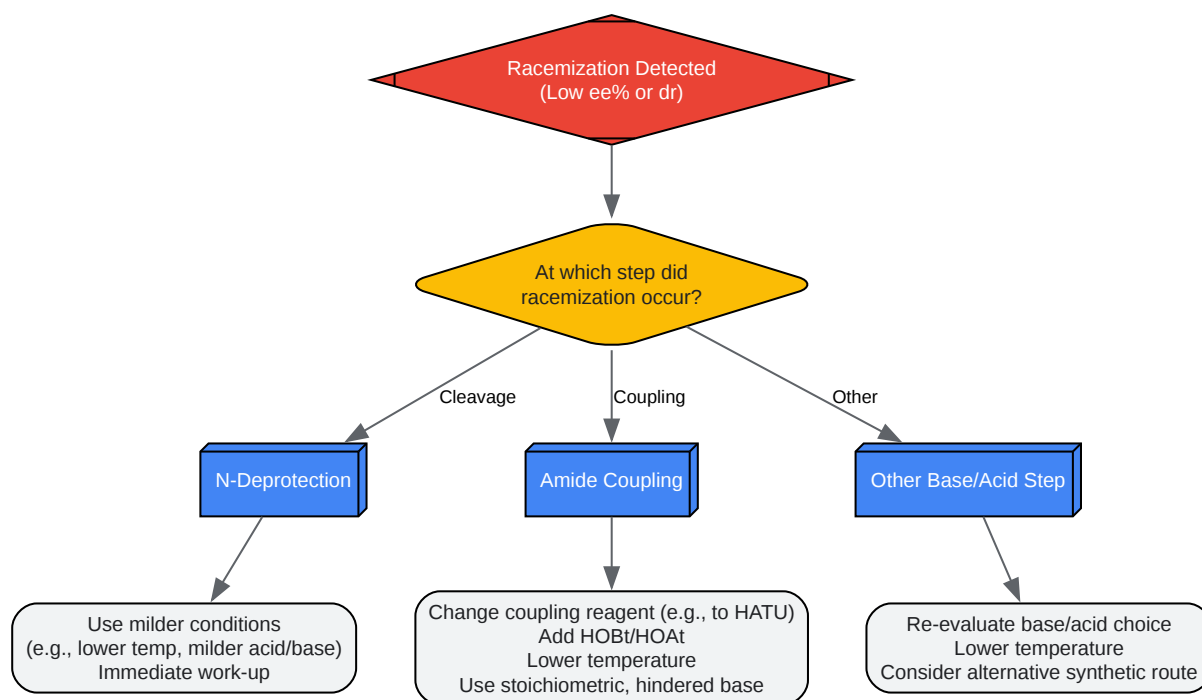 Racemization Detected
(Low ee% or dr)
At which step did
racemization occur?
Cleavage
Coupling
Other
N-Deprotection
Amide Coupling
Other Base/Acid Step
Use milder conditions
(e.g., lower temp, milder acid/base)
Immediate work-up
Change coupling reagent (e.g., to HATU)
Add HOBt/HOAt
Lower temperature
Use stoichiometric, hindered base
Re-evaluate base/acid choice
Lower temperature
Consider alternative synthetic route